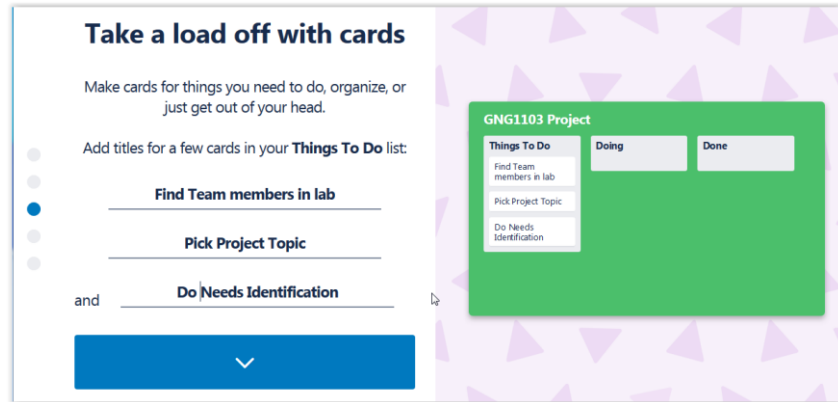 Take a load off with cards
Make cards for things you need to do, organize, or
just get out of your head.
Add titles for a few cards in your Things To Do list:
Find Team members in lab
Pick Project Topic
and Do Needs Identification
GNG1103 Project
Things To Do
Find Team
members in lab
Pick Project Topic
Do Needs
Identification
Doing
Done